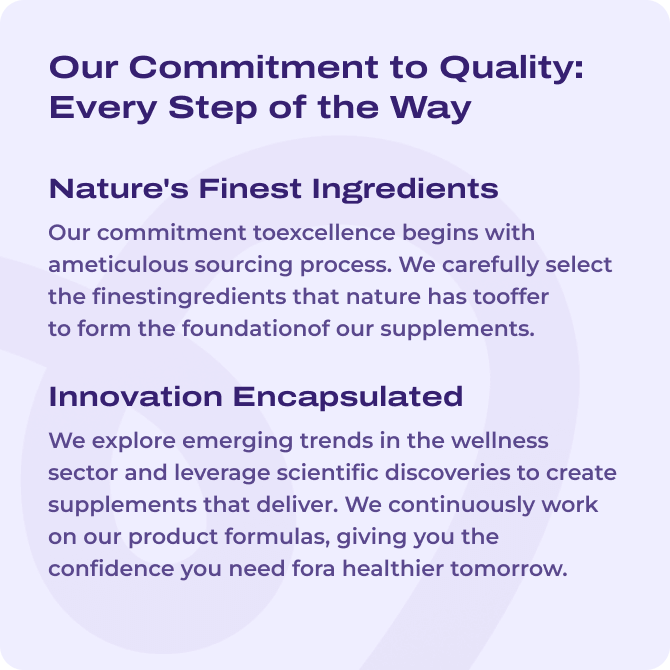 Our Commitment to Quality:
Every Step of the Way
Nature's Finest Ingredients
Our commitment toexcellence begins with
ameticulous sourcing process. We carefully select
the finestingredients that nature has tooffer
to form the foundationof our supplements.
Innovation Encapsulated
We explore emerging trends in the wellness
sector and leverage scientific discoveries to create
supplements that deliver. We continuously work
on our product formulas, giving you the
confidence you need fora healthier tomorrow.